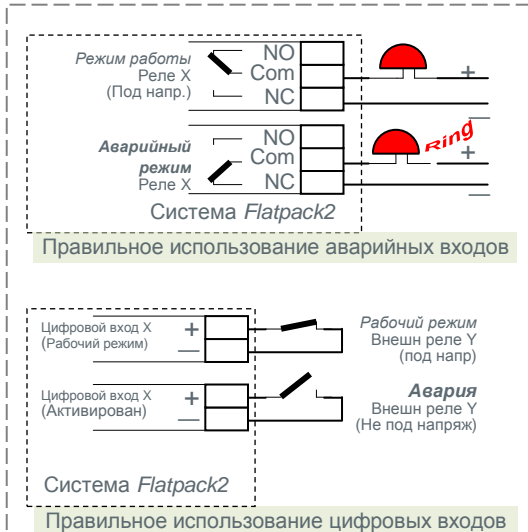 Режим работы
Реле X
(Под напр.)
NO
Com
NC
+
—
Аварийный
режим
Реле X
NO
Com
NC
Ring
+
—
Система Flatpack2
Правильное использование аварийных входов
Цифровой вход X
(Рабочий режим)
+
—
Рабочий режим
Внешн реле Y
(под напр)
Цифровой вход X
(Активирован)
+
—
Авария
Внешн реле Y
(Не под напряж)
Система Flatpack2
Правильное использование цифровых входов